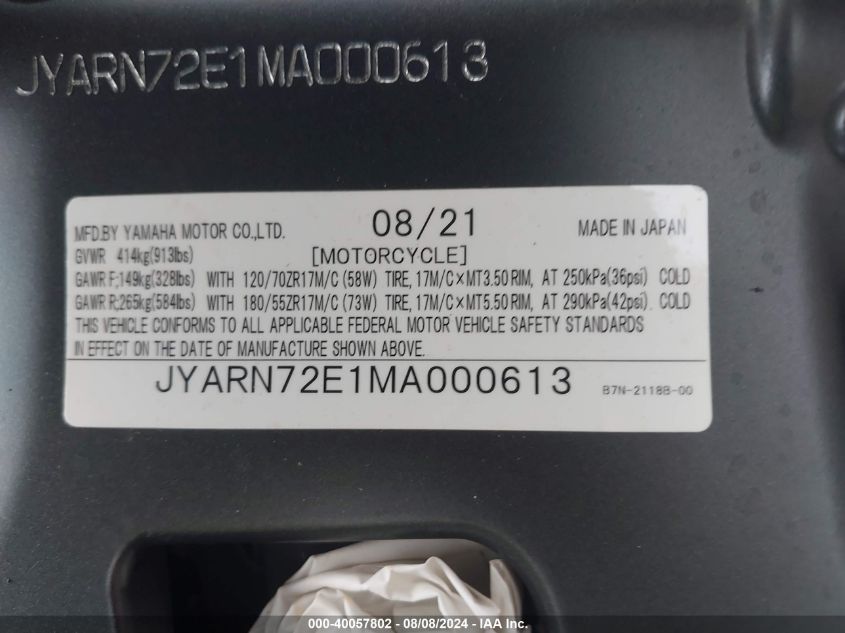 JYARN72E1MA000613
MFD.BY YAMAHA MOTOR CO.,LTD. 08/21 MADE IN JAPAN
GVWR 414kg(913lbs) [MOTORCYCLE]
GAWR F;149kg(328lbs) WITH 120/70ZR17M/C (58W) TIRE, 17M/C×MT3.50 RIM, AT 250kPa(36psi) COLD
GAWR R;265kg(584lbs) WITH 180/55ZR17M/C (73W) TIRE, 17M/C×MT5.50 RIM, AT 290kPa(42psi). COLD
THIS VEHICLE CONFORMS TO ALL APPLICABLE FEDERAL MOTOR VEHICLE SAFETY STANDARDS
IN EFFECT ON THE DATE OF MANUFACTURE SHOWN ABOVE.
JYARN72E1MA000613 B7N-2118B-00
000-40057802 - 08/08/2024 - IAA Inc.